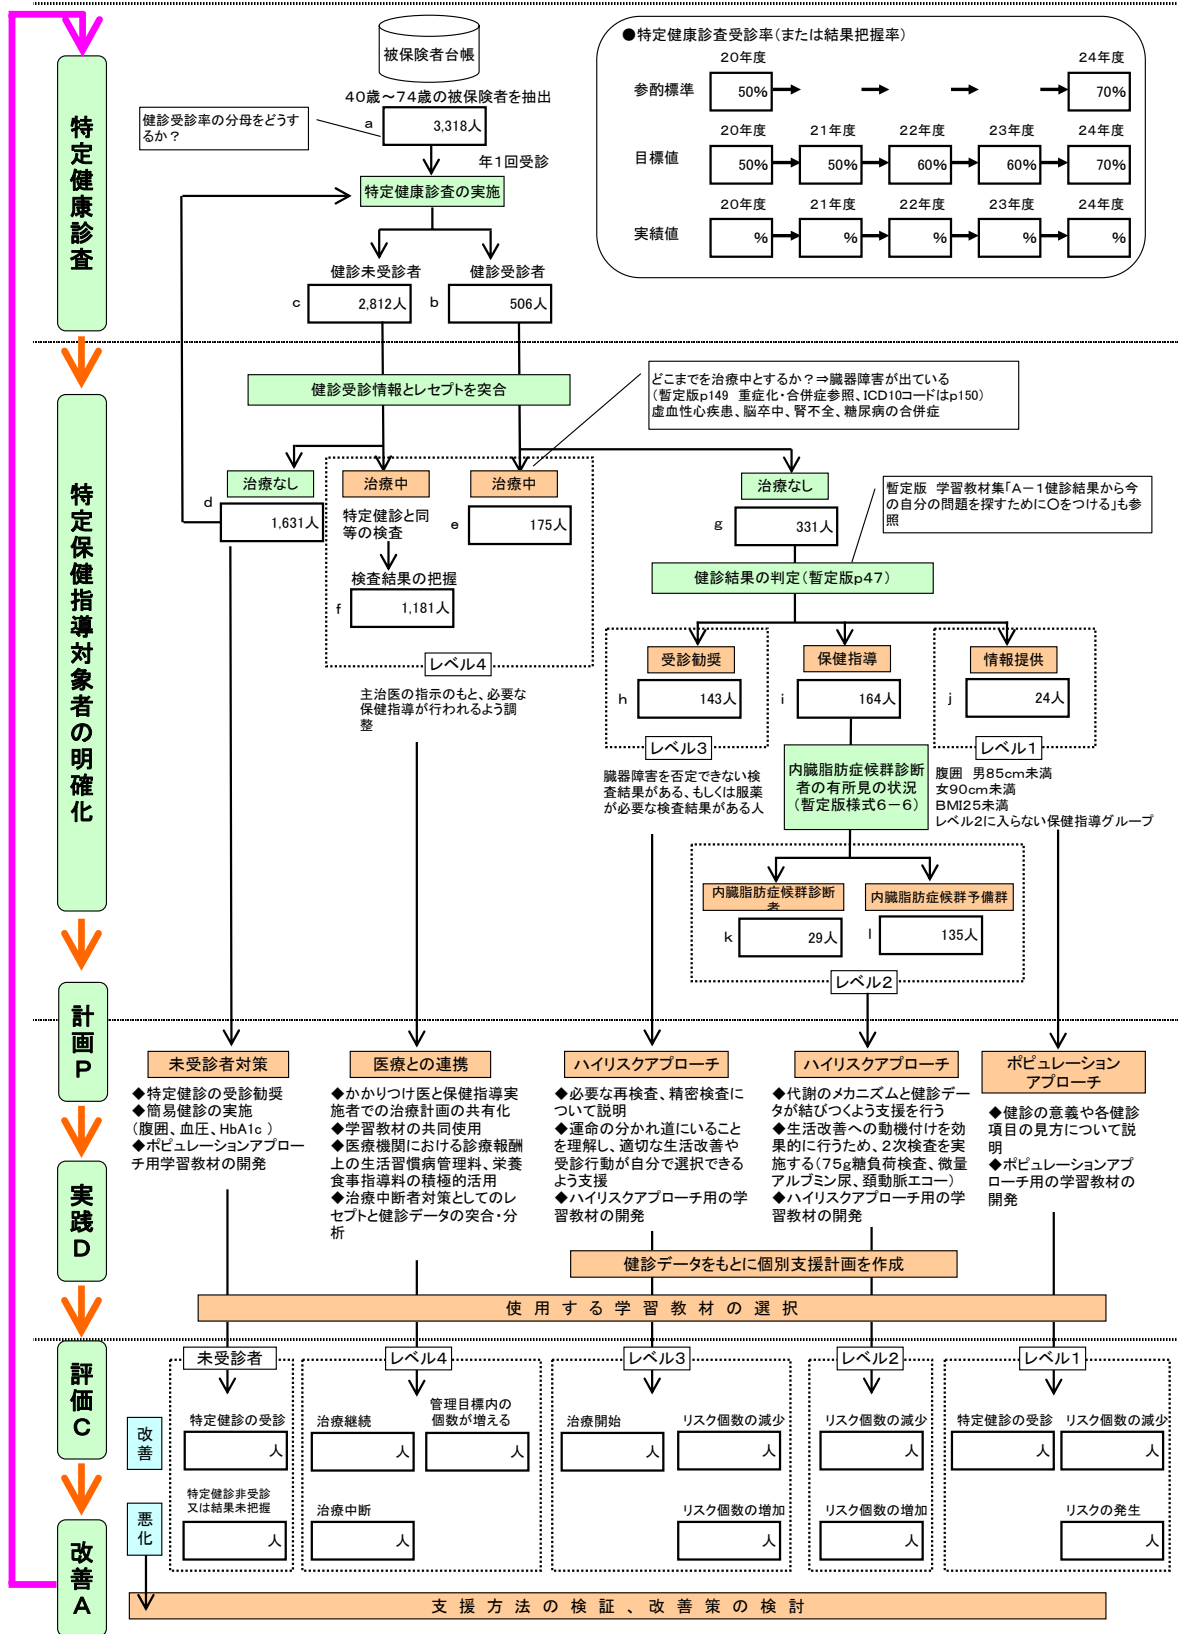 特定健康診査
特定保健指導対象者の明確化
計画P
実践D
評価C
改善A
被保険者台帳
40歳～74歳の被保険者を抽出
a 3,318人
健診受診率の分母をどうするか？
年1回受診
特定健康診査の実施
健診未受診者
健診受診者
c 2,812人
b 506人
●特定健康診査受診率(または結果把握率)
20年度 24年度
参酌標準 50% 70%
20年度 21年度 22年度 23年度 24年度
目標値 50% 50% 60% 60% 70%
20年度 21年度 22年度 23年度 24年度
実績値 % % % % %
健診受診情報とレセプトを突合
どこまでを治療中とするか？⇒臓器障害が出ている
(暫定版p149 重症化・合併症参照、ICD10コードはp150)
虚血性心疾患、脳卒中、腎不全、糖尿病の合併症
治療なし
治療中
治療中
治療なし
d 1,631人
特定健診と同
等の検査
検査結果の把握
f 1,181人
e 175人
g 331人
レベル4
主治医の指示のもと、必要な
保健指導が行われるよう調
整
暫定版 学習教材集「A－1健診結果から今
の自分の問題を探すために〇をつける」も参
照
健診結果の判定(暫定版p47)
受診勧奨
保健指導
情報提供
h 143人
i 164人
j 24人
レベル3
臓器障害を否定できない検
査結果がある、もしくは服薬
が必要な検査結果がある人
内臓脂肪症候群診断
者の有所見の状況
(暫定版様式6－6)
レベル1
腹囲 男85cm未満
女90cm未満
BMI25未満
レベル2に入らない保健指導グループ
内臓脂肪症候群診断
者
内臓脂肪症候群予備群
k 29人
l 135人
レベル2
未受診者対策
◆特定健診の受診勧奨
◆簡易健診の実施
(腹囲、血圧、HbA1c )
◆ポピュレーションアプロー
チ用学習教材の開発
医療との連携
◆かかりつけ医と保健指導実
施者での治療計画の共有化
◆学習教材の共同使用
◆医療機関における診療報酬
上の生活習慣病管理料、栄養
食事指導料の積極的活用
◆治療中断者対策としてのレ
セプトと健診データの突合・分
析
ハイリスクアプローチ
◆必要な再検査、精密検査に
ついて説明
◆運命の分かれ道にいること
を理解し、適切な生活改善や
受診行動が自分で選択できる
よう支援
◆ハイリスクアプローチ用の学
習教材の開発
ハイリスクアプローチ
◆代謝のメカニズムと健診デー
タが結びつくよう支援を行う
◆生活改善への動機付けを効
果的に行うため、2次検査を実
施する(75g糖負荷検査、微量
アルブミン尿、頚動脈エコー)
◆ハイリスクアプローチ用の学
習教材の開発
ポピュレーション
アプローチ
◆健診の意義や各健診
項目の見方について説
明
◆ポピュレーションアプ
ローチ用の学習教材の
開発
健診データをもとに個別支援計画を作成
使用する学習教材の選択
未受診者
レベル4
レベル3
レベル2
レベル1
改善
特定健診の受診
人
治療継続
人
管理目標内の
個数が増える
人
治療開始
人
リスク個数の減少
人
リスク個数の減少
人
特定健診の受診
人
リスク個数の減少
人
悪化
特定健診非受診
又は結果未把握
人
治療中断
人
リスク個数の増加
人
リスク個数の増加
人
リスクの発生
人
支援方法の検証、改善策の検討